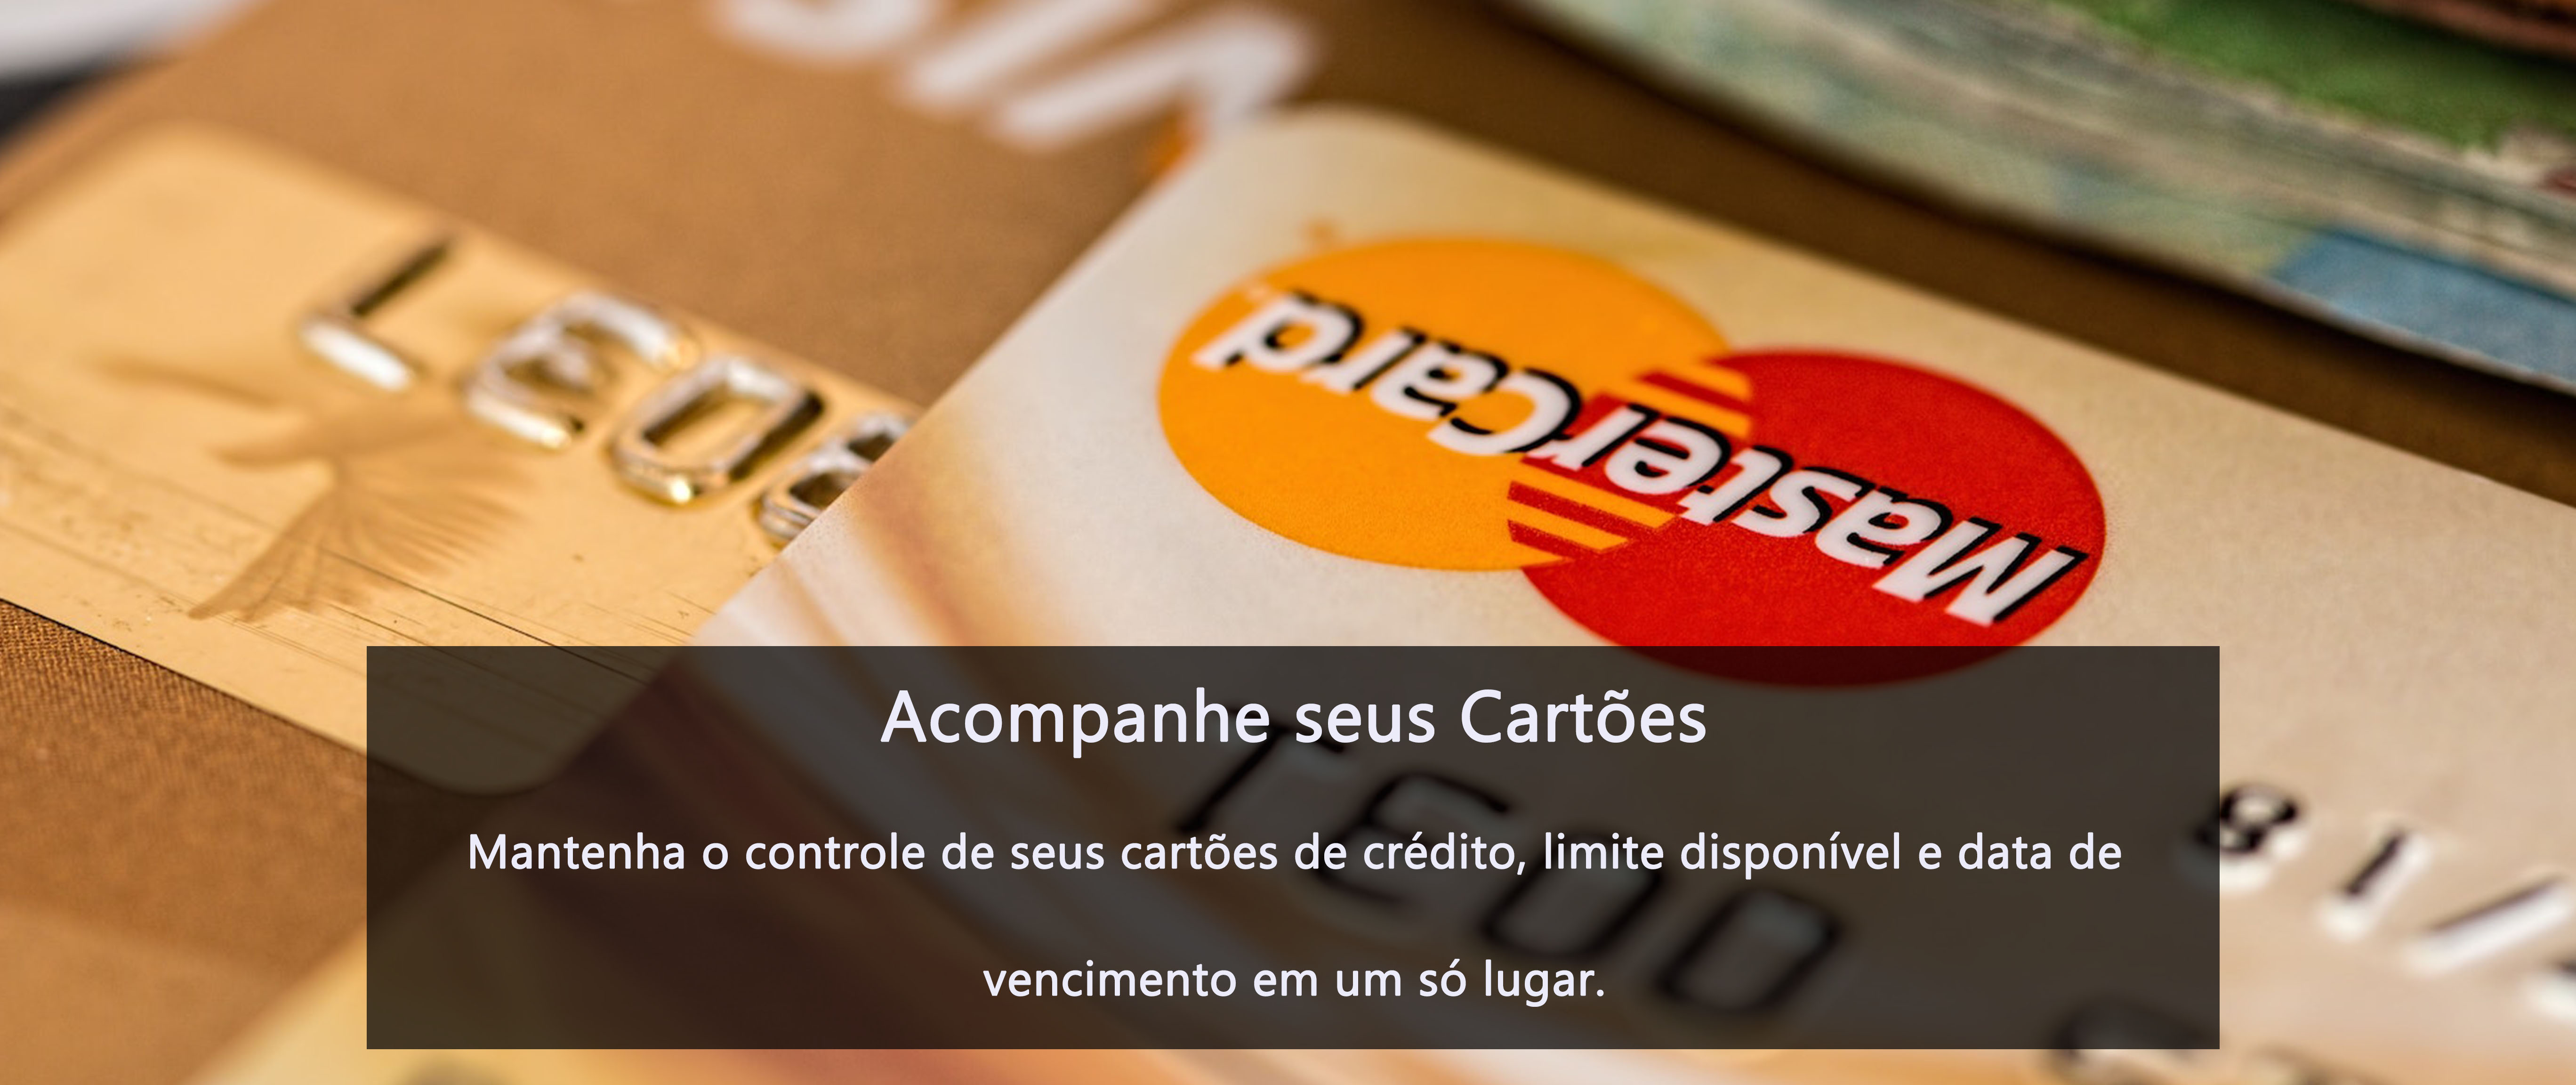 MasterCard
Acompanhe seus Cartões
Mantenha o controle de seus cartões de crédito, limite disponível e data de
vencimento em um só lugar.